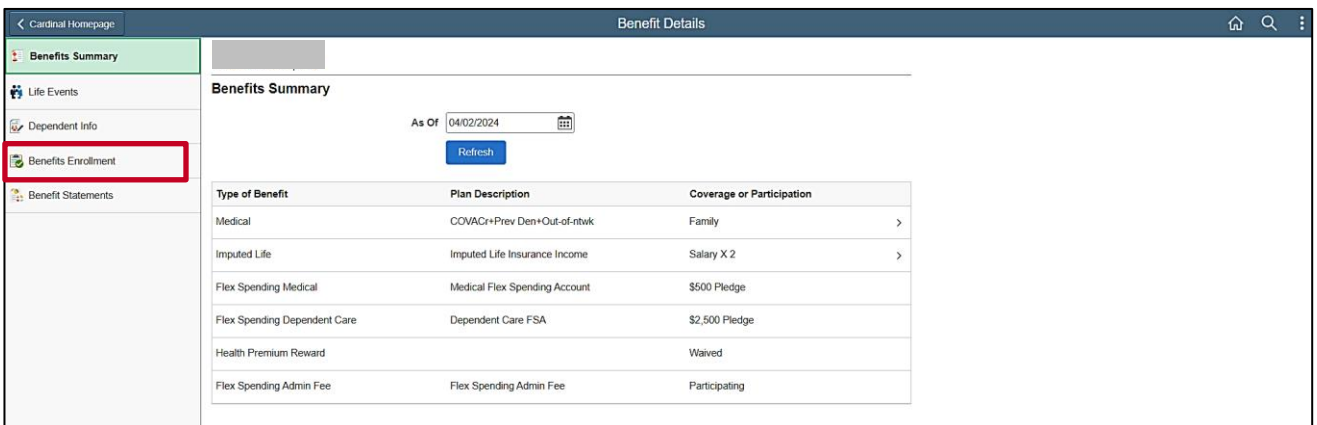 Cardinal Homepage
Benefit Details
Benefits Summary
Life Events
Dependent Info
Benefits Enrollment
Benefit Statements
Benefits Summary
As Of 04/02/2024
Refresh
Type of Benefit Plan Description Coverage or Participation
Medical COVACr+Prev Den+Out-of-ntwk Family
Imputed Life Imputed Life Insurance Income Salary X 2
Flex Spending Medical Medical Flex Spending Account $500 Pledge
Flex Spending Dependent Care Dependent Care FSA $2,500 Pledge
Health Premium Reward Waived
Flex Spending Admin Fee Flex Spending Admin Fee Participating